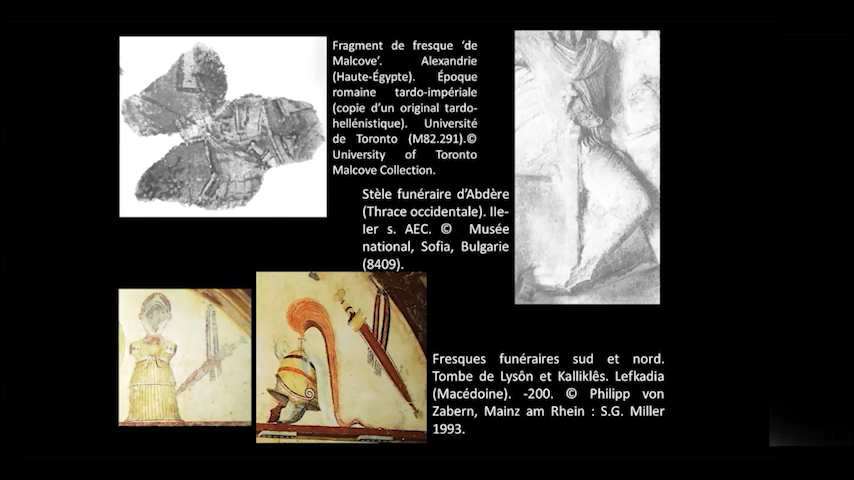 Fragment de fresque ‘de
Malcove’. Alexandrie
(Haute-Égypte). Époque
romaine tardo-impériale
(copie d’un original tardo-
hellénistique). Université
de Toronto (M82.291).©
University of Toronto
Malcove Collection.
Stèle funéraire d’Abdère
(Thrace occidentale). IIe-
Ier s. AEC. © Musée
national, Sofia, Bulgarie
(8409).
Fresques funéraires sud et nord.
Tombe de Lysôn et Kalliklês. Lefkadia
(Macédoine). -200. © Philipp von
Zabern, Mainz am Rhein : S.G. Miller
1993.